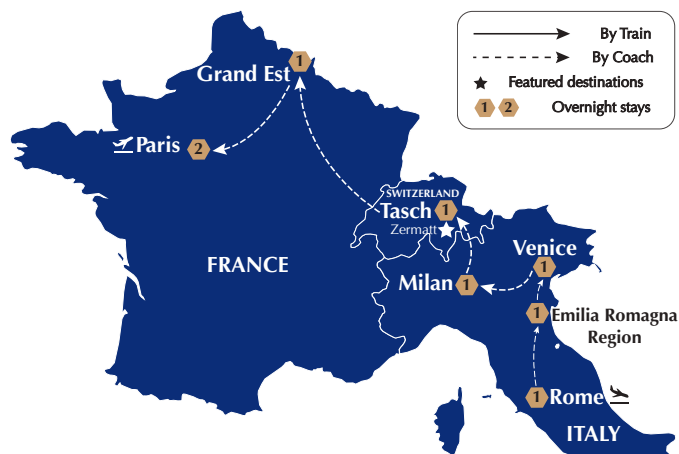 By Train
By Coach
Featured destinations
1 2 Overnight stays
Grand Est 1
Paris 2
SWITZERLAND
Tasch 1
Zermatt
Venice
1
FRANCE
Milan 1
1 Emilia Romagna
Region
1 Rome
ITALY